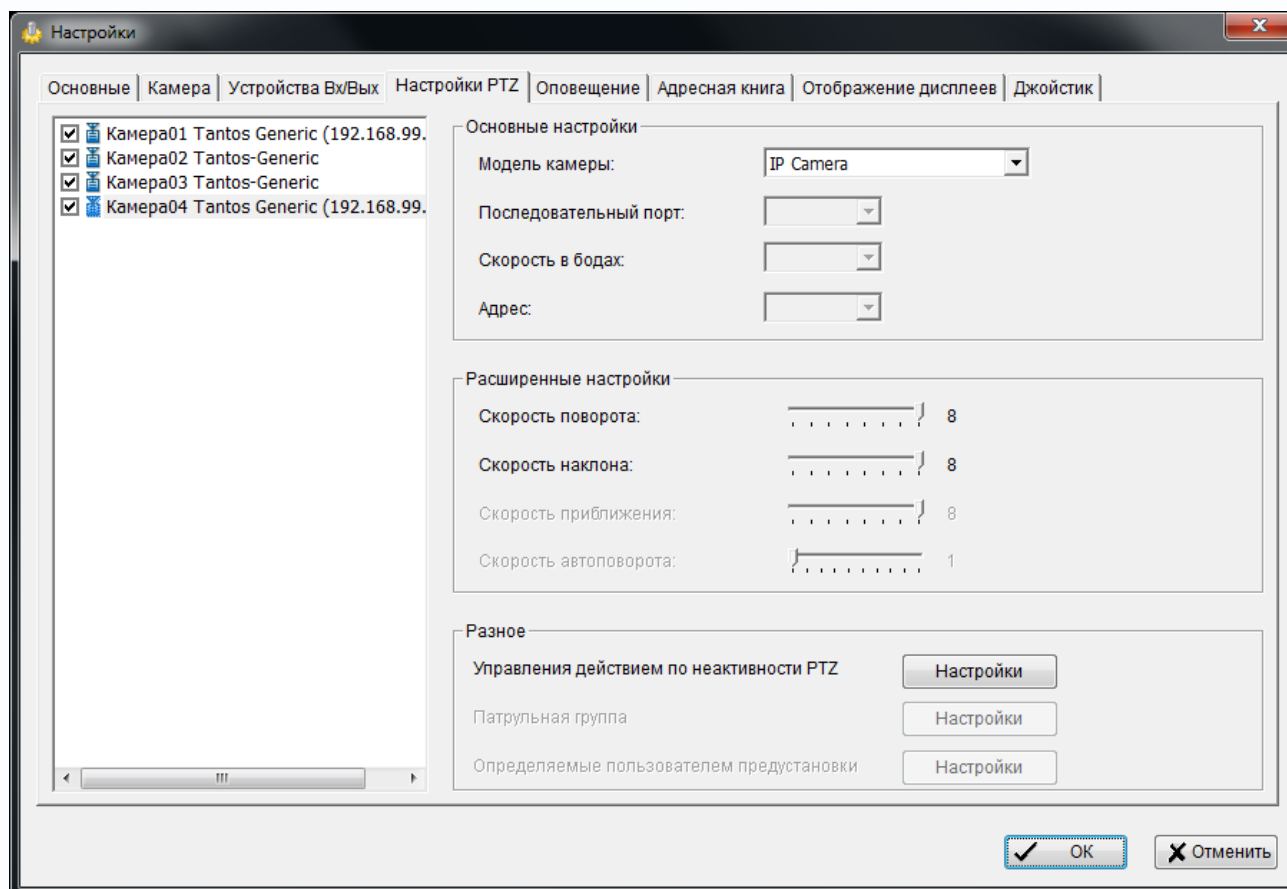 Настройки
Основные
Камера
Устройства Вх/Вых
Настройки PTZ
Оповещение
Адресная книга
Отображение дисплеев
Джойстик
Камера01 Tantos Generic (192.168.99.
Камера02 Tantos-Generic
Камера03 Tantos-Generic
Камера04 Tantos Generic (192.168.99.
Основные настройки
Модель камеры:
IP Camera
Последовательный порт:
Скорость в бодах:
Адрес:
Расширенные настройки
Скорость поворота:
8
Скорость наклона:
8
Скорость приближения:
8
Скорость автоповорота:
1
Разное
Управления действием по неактивности PTZ
Настройки
Патрульная группа
Настройки
Определяемые пользователем предустановки
Настройки
OK
Отменить